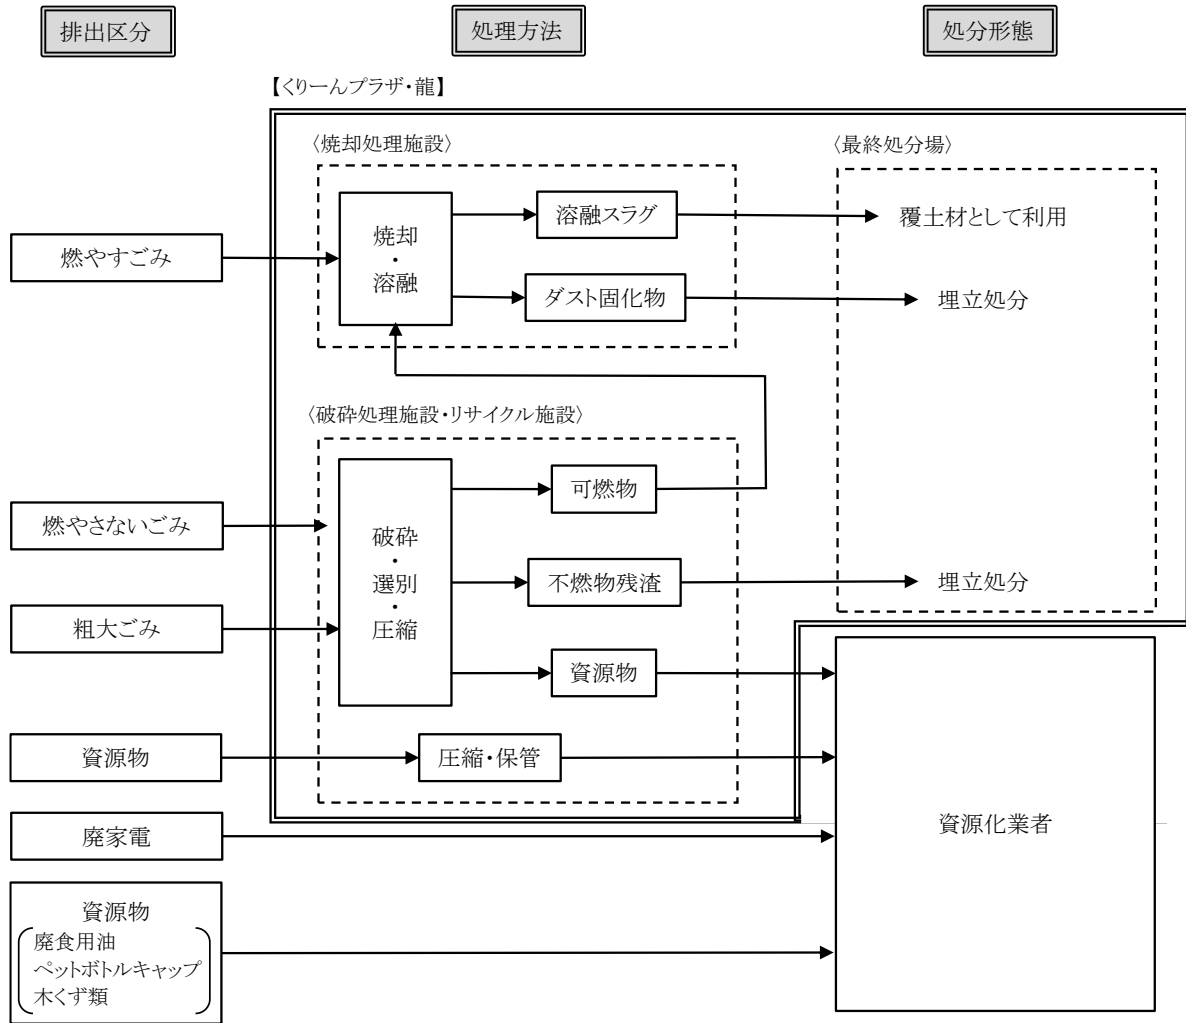 排出区分
処理方法
処分形態
【くりーんプラザ・龍】
〈焼却処理施設〉
〈最終処分場〉
燃やすごみ
焼却
・
溶融
溶融スラグ
覆土材として利用
ダスト固化物
埋立処分
〈破砕処理施設・リサイクル施設〉
燃やさないごみ
粗大ごみ
破砕
・
選別
・
圧縮
可燃物
不燃物残渣
埋立処分
資源物
資源物
圧縮・保管
廃家電
資源化業者
資源物
廃食用油
ペットボトルキャップ
木くず類